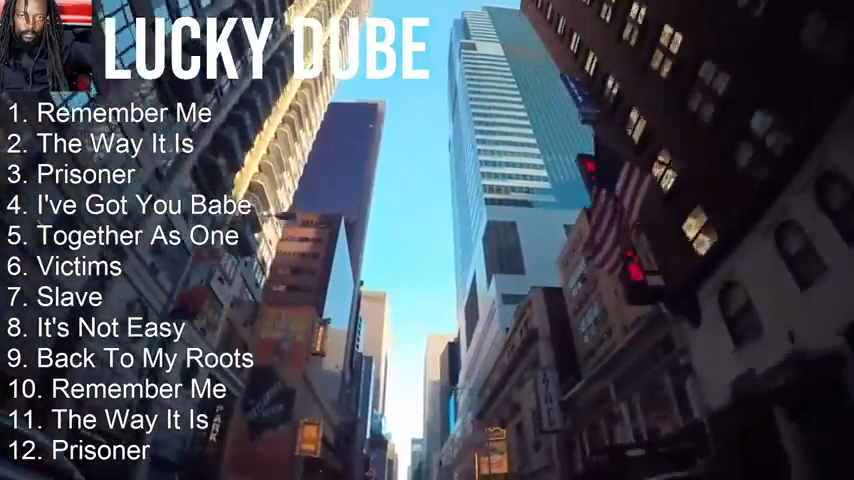 LUCKY DUBE
1. Remember Me
2. The Way It Is
3. Prisoner
4. I've Got You Babe
5. Together As One
6. Victims
7. Slave
8. It's Not Easy
9. Back To My Roots
10. Remember Me
11. The Way It Is
12. Prisoner
PARK